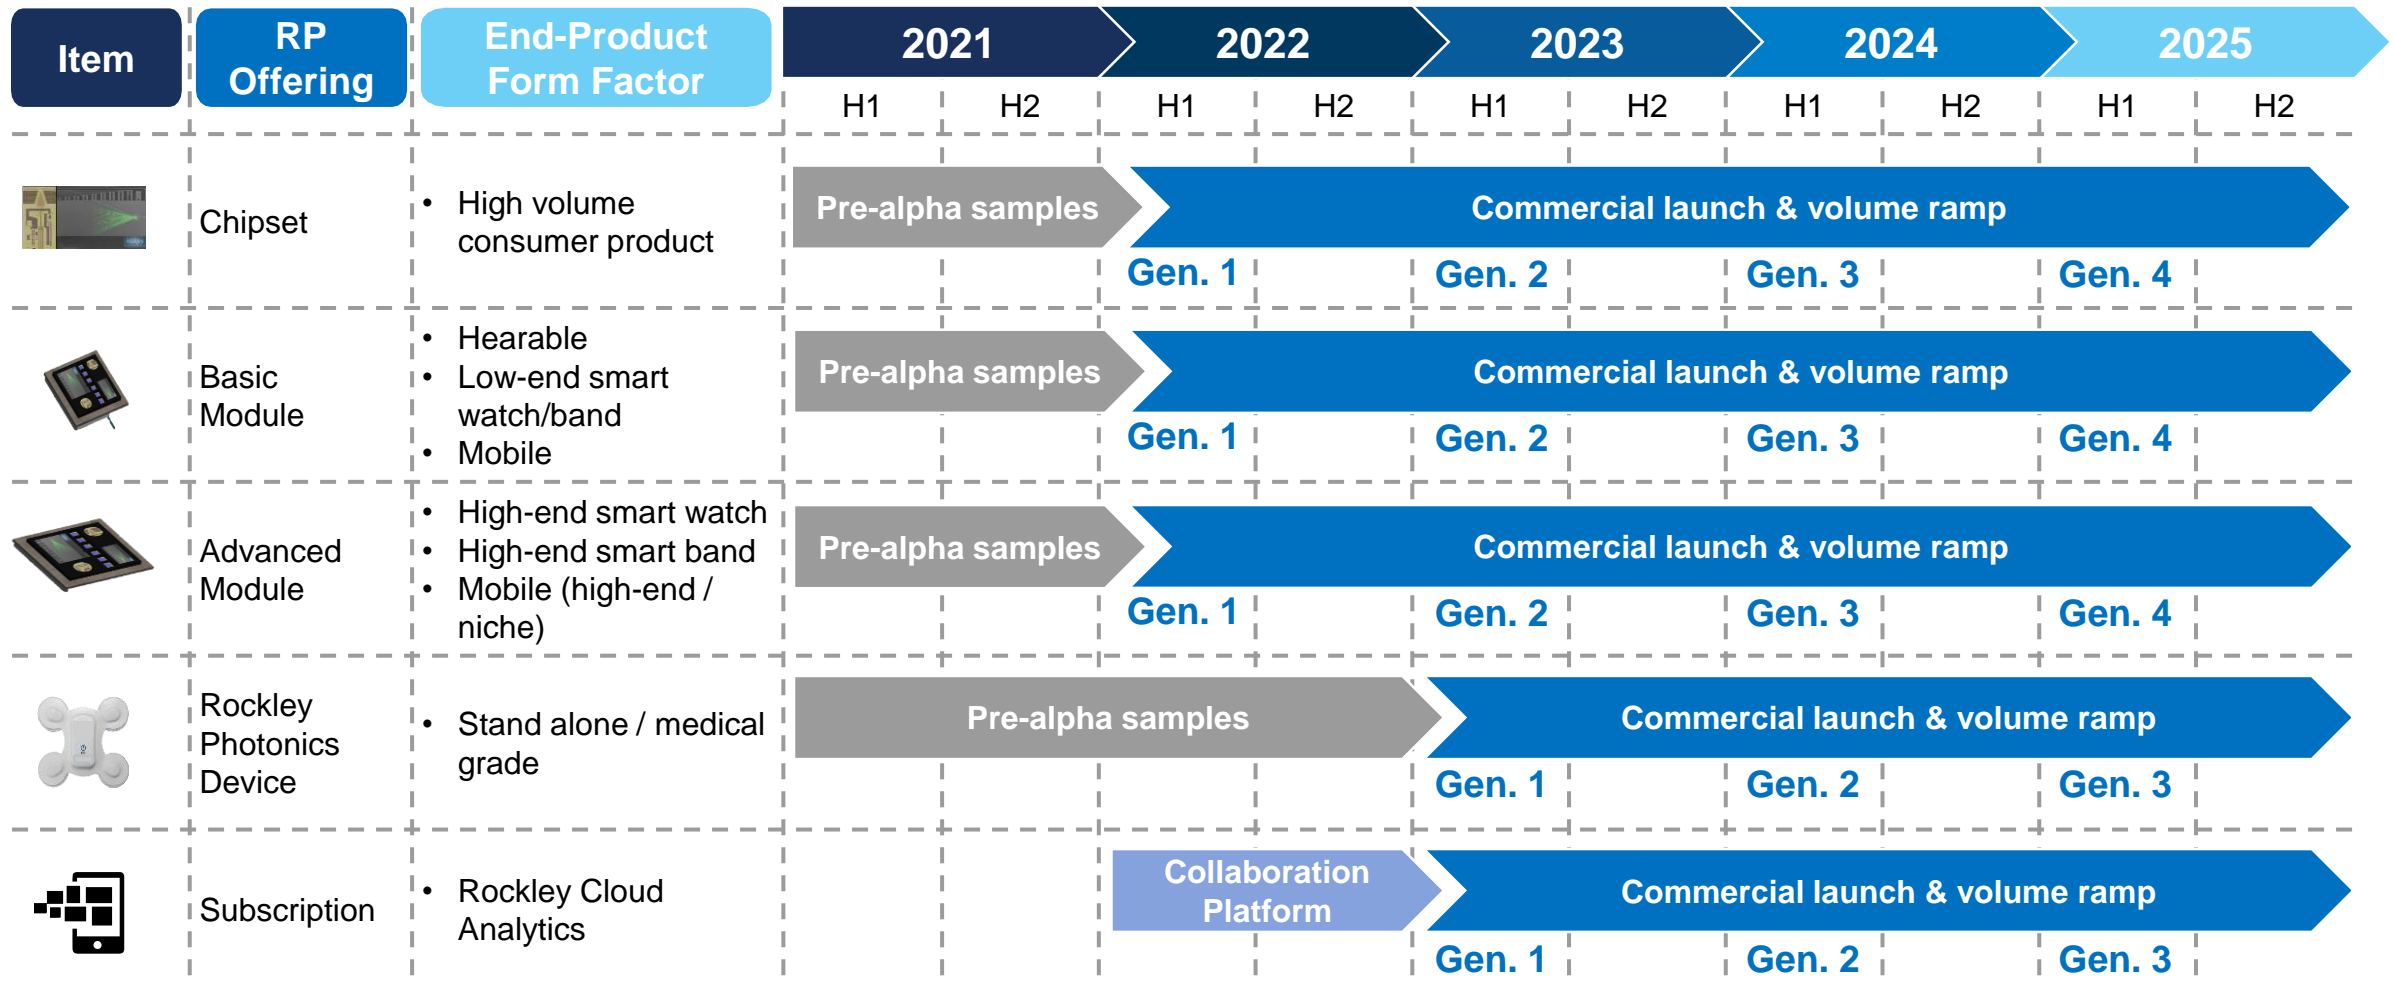 Item
RP
Offering
End-Product
Form Factor
2021
2022
2023
2024
2025
H1
H2
H1
H2
H1
H2
H1
H2
H1
H2
Chipset
• High volume
consumer product
Pre-alpha samples
Commercial launch & volume ramp
Gen. 1
Gen. 2
Gen. 3
Gen. 4
Basic
Module
• Hearable
• Low-end smart
watch/band
• Mobile
Pre-alpha samples
Commercial launch & volume ramp
Gen. 1
Gen. 2
Gen. 3
Gen. 4
Advanced
Module
• High-end smart watch
• High-end smart band
• Mobile (high-end /
niche)
Pre-alpha samples
Commercial launch & volume ramp
Gen. 1
Gen. 2
Gen. 3
Gen. 4
Rockley
Photonics
Device
• Stand alone / medical
grade
Pre-alpha samples
Commercial launch & volume ramp
Gen. 1
Gen. 2
Gen. 3
Subscription
• Rockley Cloud
Analytics
Collaboration
Platform
Commercial launch & volume ramp
Gen. 1
Gen. 2
Gen. 3